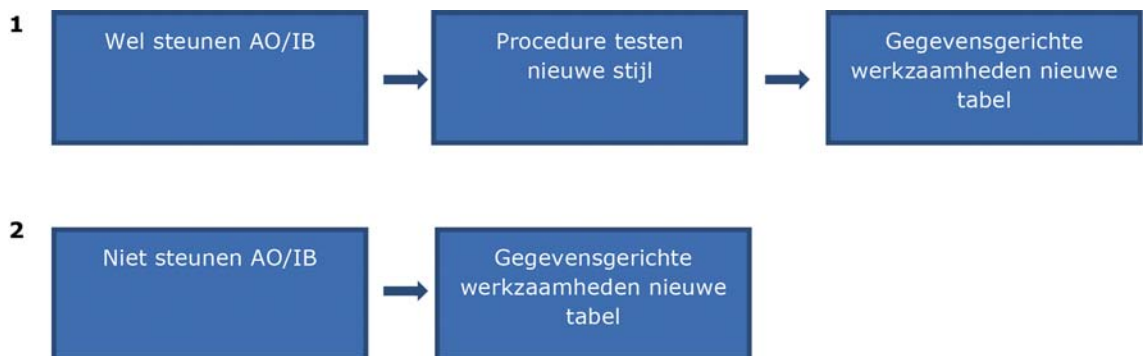 1
Wel steunen AO/IB
Procedure testen
nieuwe stijl
Gegevensgerichte
werkzaamheden nieuwe
tabel
2
Niet steunen AO/IB
Gegevensgerichte
werkzaamheden nieuwe
tabel